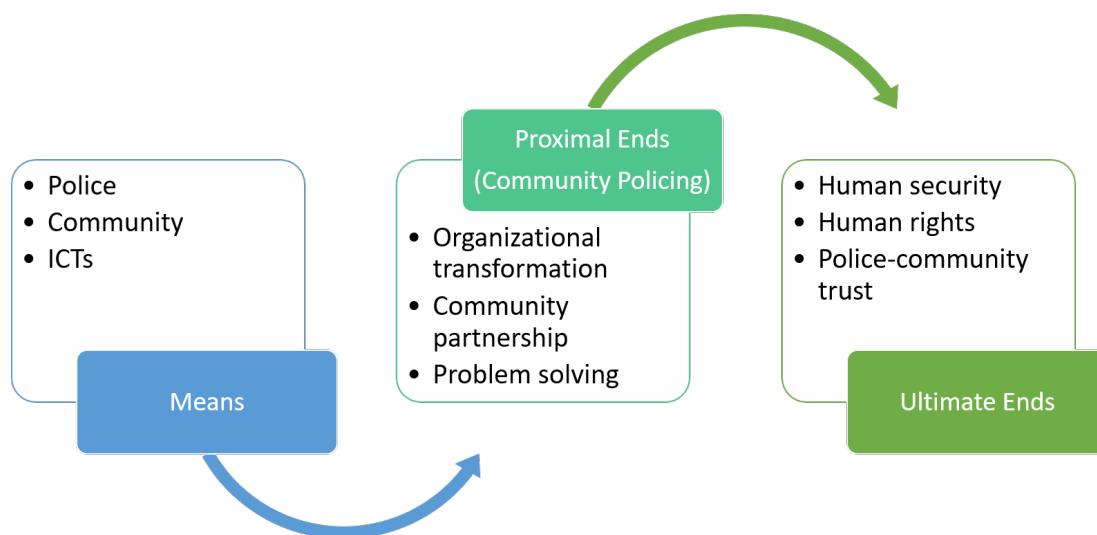 • Police
• Community
• ICTs
Means
Proximal Ends
(Community Policing)
• Organizational
transformation
• Community
partnership
• Problem solving
• Human security
• Human rights
• Police-community
trust
Ultimate Ends